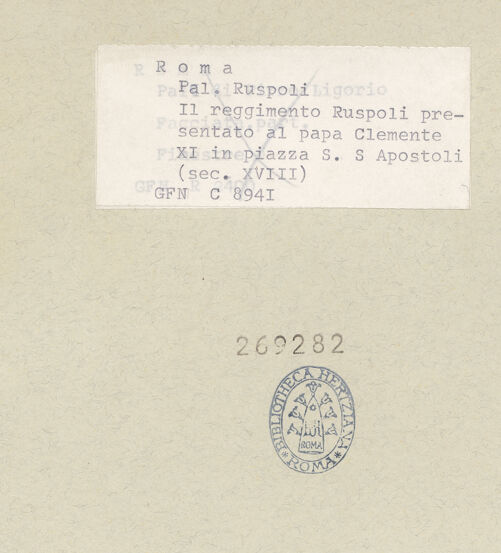 R o m a
Pal. Ruspoli
Il reggimento Ruspoli pre-
sentato al papa Clemente
XI in piazza S. S Apostoli
(sec. XVIII)
GFN C 894I
Ligorio
269282
BIBLIOTHECA HERTZIANA
ROMA
* ROMA *